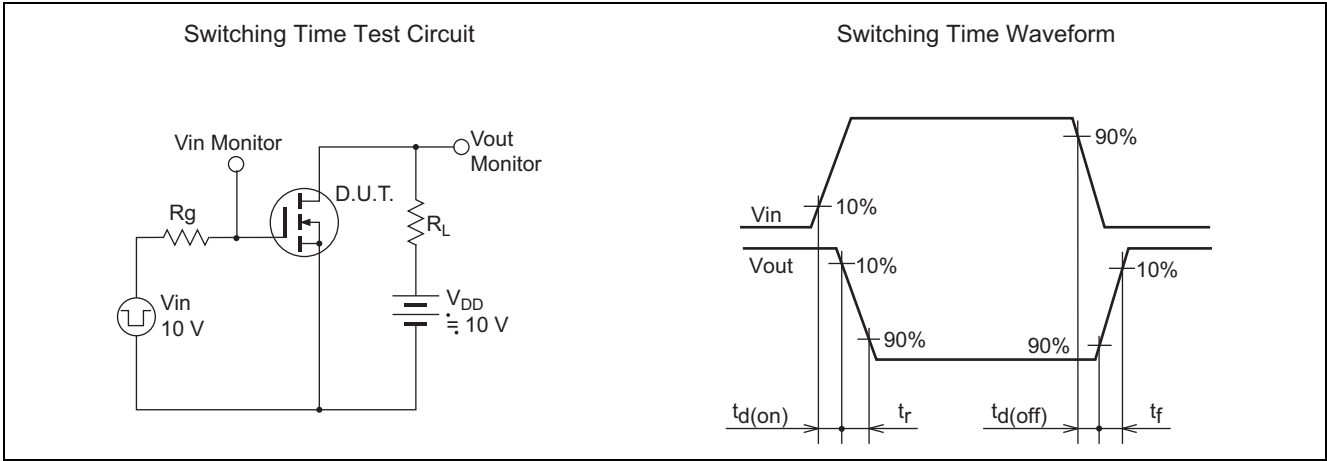 Switching Time Test Circuit
Vin Monitor
Vout
Monitor
D.U.T.
Rg
RL
Vin
10 V
VDD
≒ 10 V
Switching Time Waveform
Vin
10%
90%
Vout
10%
90%
90%
10%
td(on)
tr
td(off)
tf